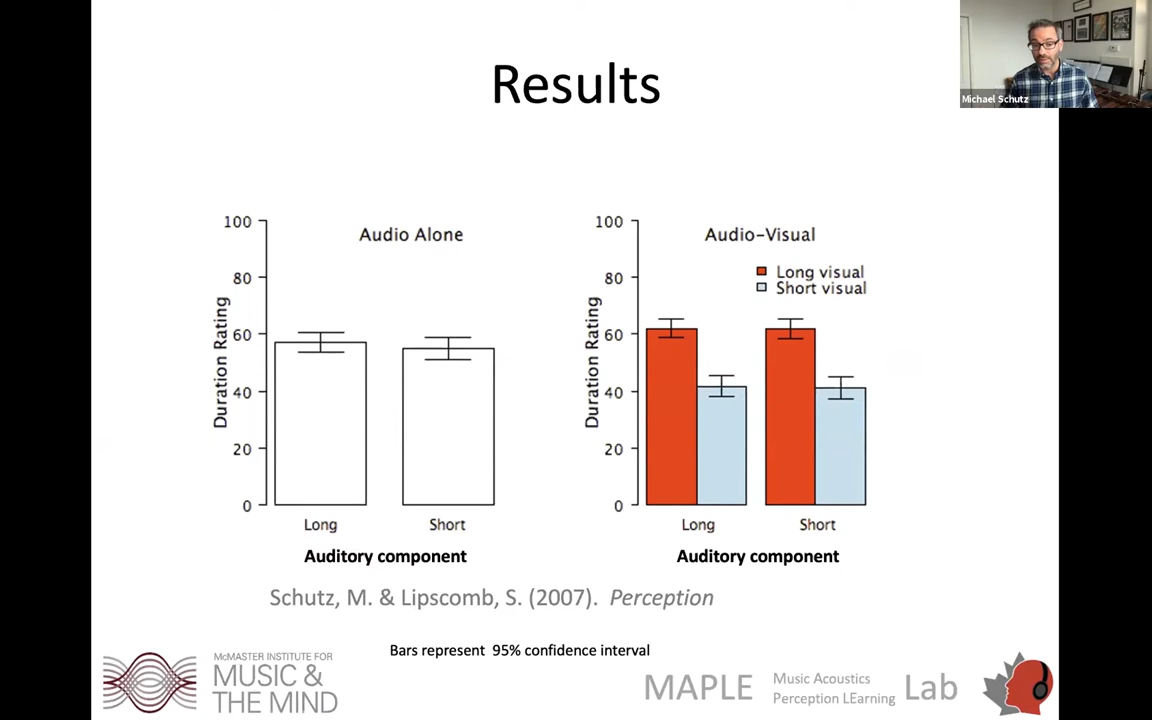 Results
Michael Schutz
100
80
60
40
20
0
Duration Rating
Audio Alone
Long
Short
Auditory component
100
80
60
40
20
0
Duration Rating
Audio-Visual
Long visual
Short visual
Long
Short
Auditory component
Schutz, M. & Lipscomb, S. (2007). Perception
Bars represent 95% confidence interval
McMASTER INSTITUTE FOR
MUSIC &
THE MIND
MAPLE
Music Acoustics
Perception LEarning
Lab